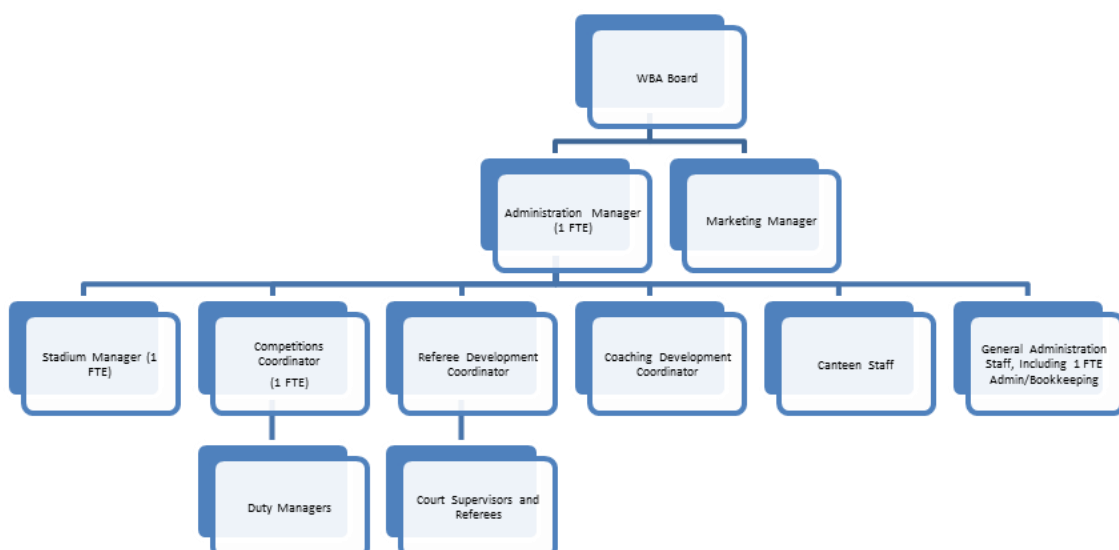 WBA Board
Administration Manager
(1 FTE)
Marketing Manager
Stadium Manager (1
FTE)
Competitions
Coordinator
(1 FTE)
Referee Development
Coordinator
Coaching Development
Coordinator
Canteen Staff
General Administration
Staff, Including 1 FTE
Admin/Bookkeeping
Duty Managers
Court Supervisors and
Referees